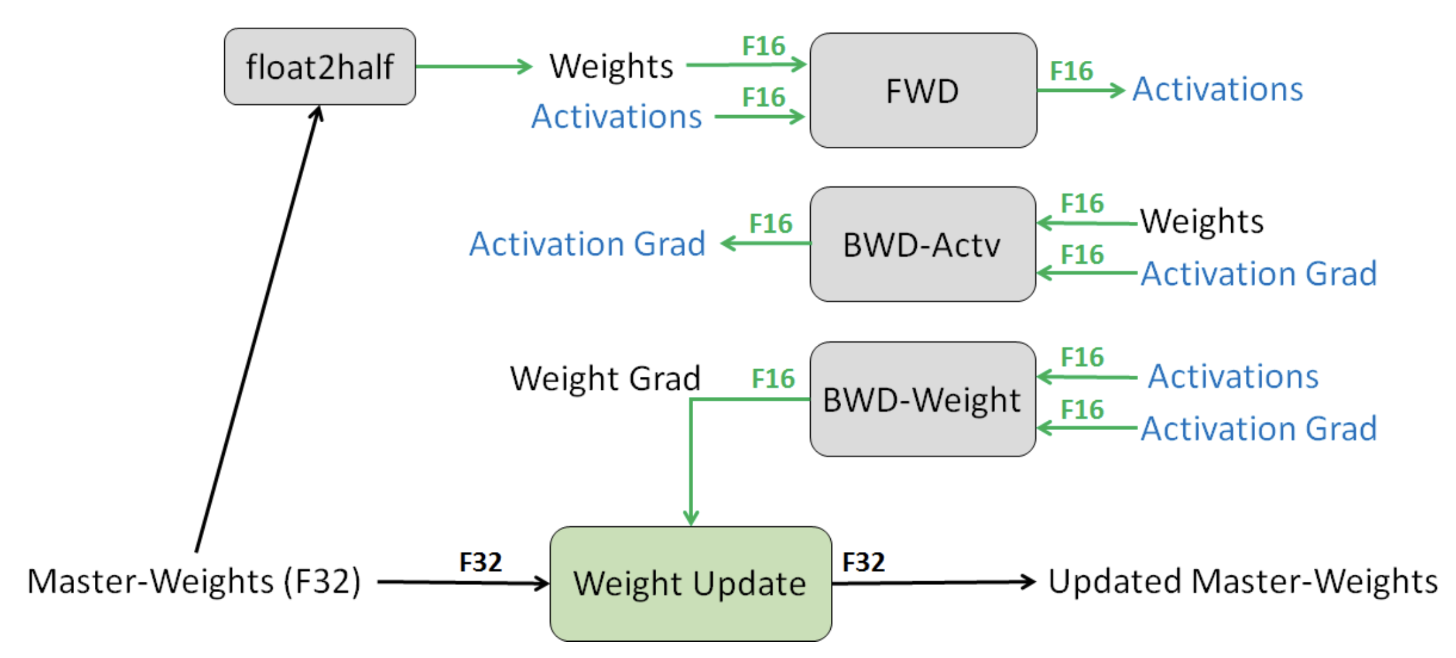 float2half
Weights
F16
Activations
F16
FWD
F16
Activations
Activation Grad
F16
BWD-Actv
F16
Weights
F16
Activation Grad
Weight Grad
F16
BWD-Weight
F16
Activations
F16
Activation Grad
Master-Weights (F32)
F32
Weight Update
F32
Updated Master-Weights